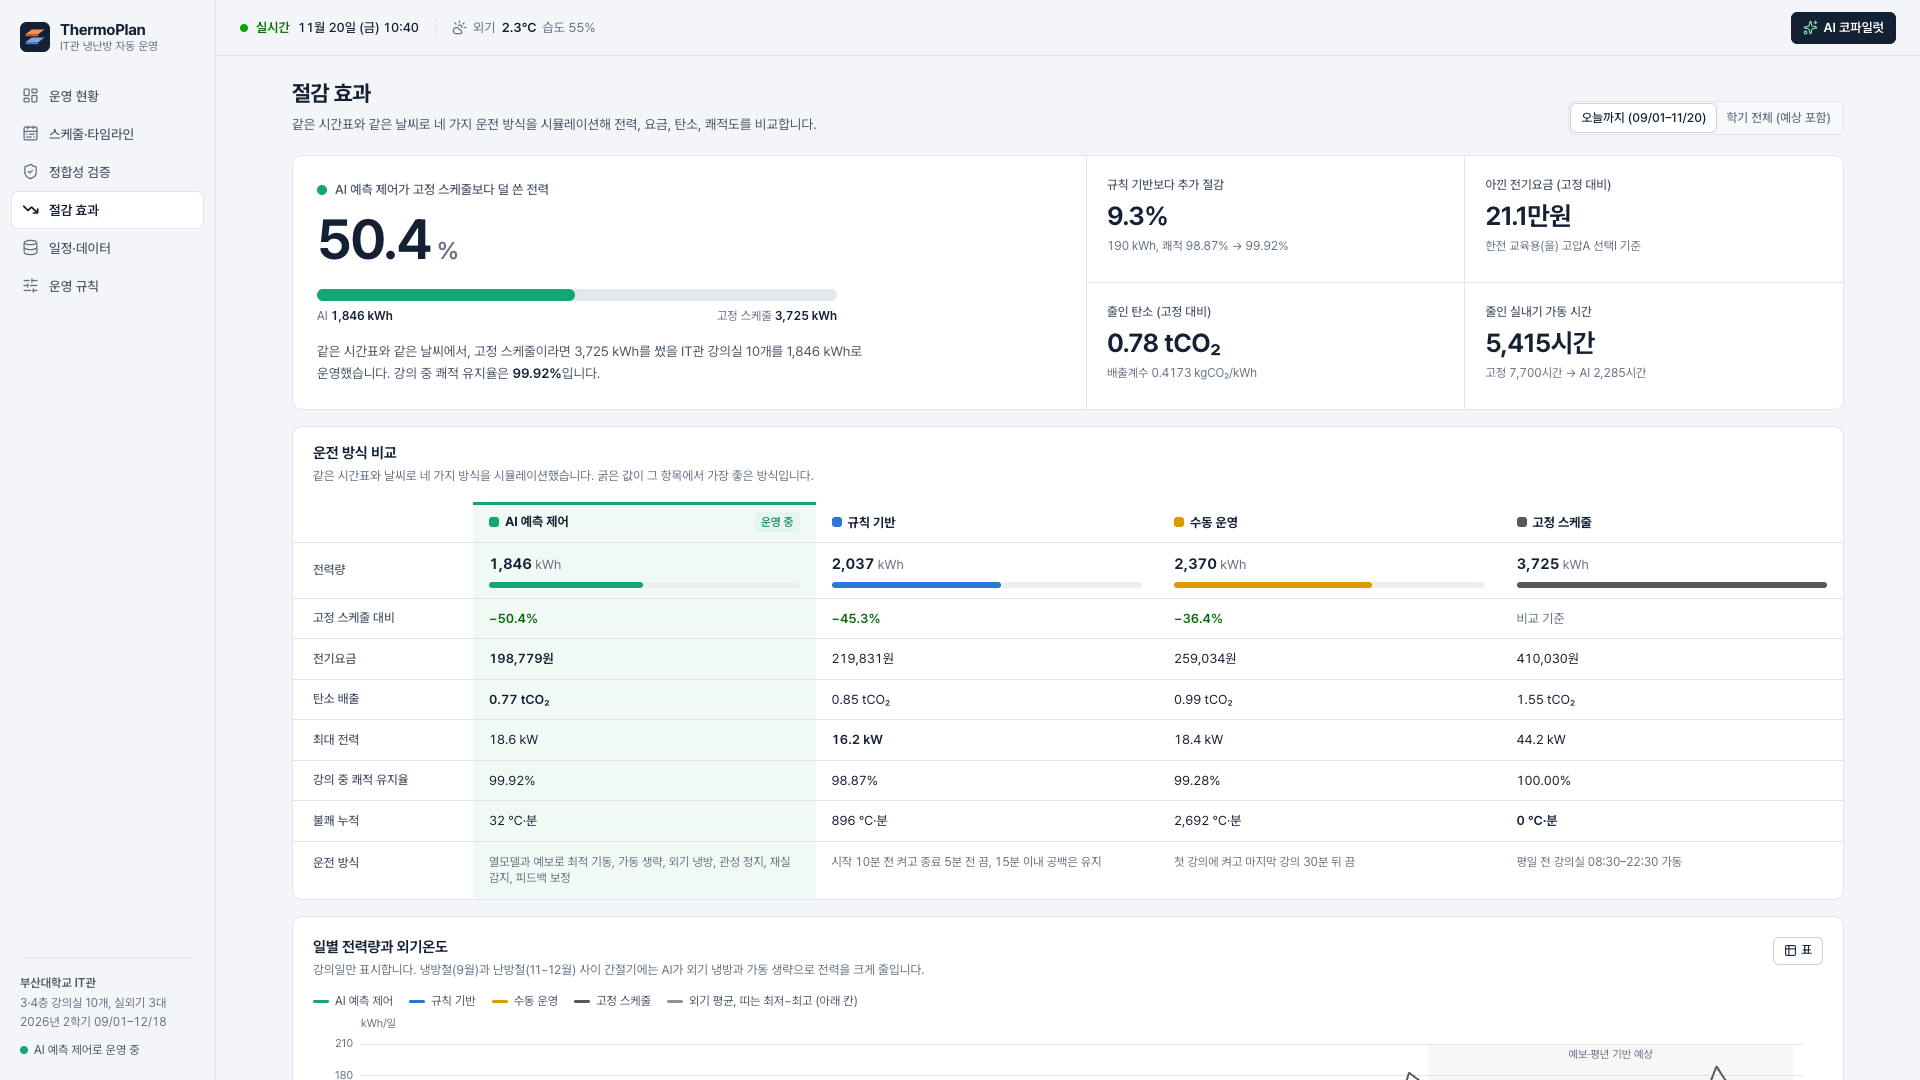 ThermoPlan
IT관 냉난방 자동 운영
운영 현황
스케줄·타임라인
정합성 검증
절감 효과
일정·데이터
운영 규칙
부산대학교 IT관
3·4층 강의실 10개, 실외기 3대
2026년 2학기 09/01–12/18
AI 예측 제어로 운영 중
실시간 11월 20일 (금) 10:40 외기 2.3°C 습도 55%
AI 코파일럿
절감 효과
같은 시간표와 같은 날씨로 네 가지 운전 방식을 시뮬레이션해 전력, 요금, 탄소, 쾌적도를 비교합니다.
오늘까지 (09/01–11/20) 학기 전체 (예상 포함)
AI 예측 제어가 고정 스케줄보다 덜 쓴 전력
50.4 %
AI 1,846 kWh 고정 스케줄 3,725 kWh
같은 시간표와 같은 날씨에서, 고정 스케줄이라면 3,725 kWh를 썼을 IT관 강의실 10개를 1,846 kWh로
운영했습니다. 강의 중 쾌적 유지율은 99.92%입니다.
규칙 기반보다 추가 절감
9.3%
190 kWh, 쾌적 98.87% → 99.92%
아낀 전기요금 (고정 대비)
21.1만원
한전 교육용(을) 고압A 선택I 기준
줄인 탄소 (고정 대비)
0.78 tCO₂
배출계수 0.4173 kgCO₂/kWh
줄인 실내기 가동 시간
5,415시간
고정 7,700시간 → AI 2,285시간
운전 방식 비교
같은 시간표와 날씨로 네 가지 방식을 시뮬레이션했습니다. 굵은 값이 그 항목에서 가장 좋은 방식입니다.
AI 예측 제어 운영 중 규칙 기반 수동 운영 고정 스케줄
전력량 1,846 kWh 2,037 kWh 2,370 kWh 3,725 kWh
고정 스케줄 대비 −50.4% −45.3% −36.4% 비교 기준
전기요금 198,779원 219,831원 259,034원 410,030원
탄소 배출 0.77 tCO₂ 0.85 tCO₂ 0.99 tCO₂ 1.55 tCO₂
최대 전력 18.6 kW 16.2 kW 18.4 kW 44.2 kW
강의 중 쾌적 유지율 99.92% 98.87% 99.28% 100.00%
불쾌 누적 32 °C·분 896 °C·분 2,692 °C·분 0 °C·분
운전 방식 열모델과 예보로 최적 기동, 가동 생략, 외기 냉방, 관성 정지, 재실 시작 10분 전 켜고 종료 5분 전 끔, 15분 이내 공백은 유지 첫 강의에 켜고 마지막 강의 30분 뒤 끔 평일 전 강의실 08:30–22:30 가동
감지, 피드백 보정
일별 전력량과 외기온도
강의일만 표시합니다. 냉방철(9월)과 난방철(11–12월) 사이 간절기에는 AI가 외기 냉방과 가동 생략으로 전력을 크게 줄입니다.
표
AI 예측 제어 규칙 기반 수동 운영 고정 스케줄 외기 평균, 띠는 최저–최고 (아래 칸)
kWh/일
210
예보·평년 기반 예상
180